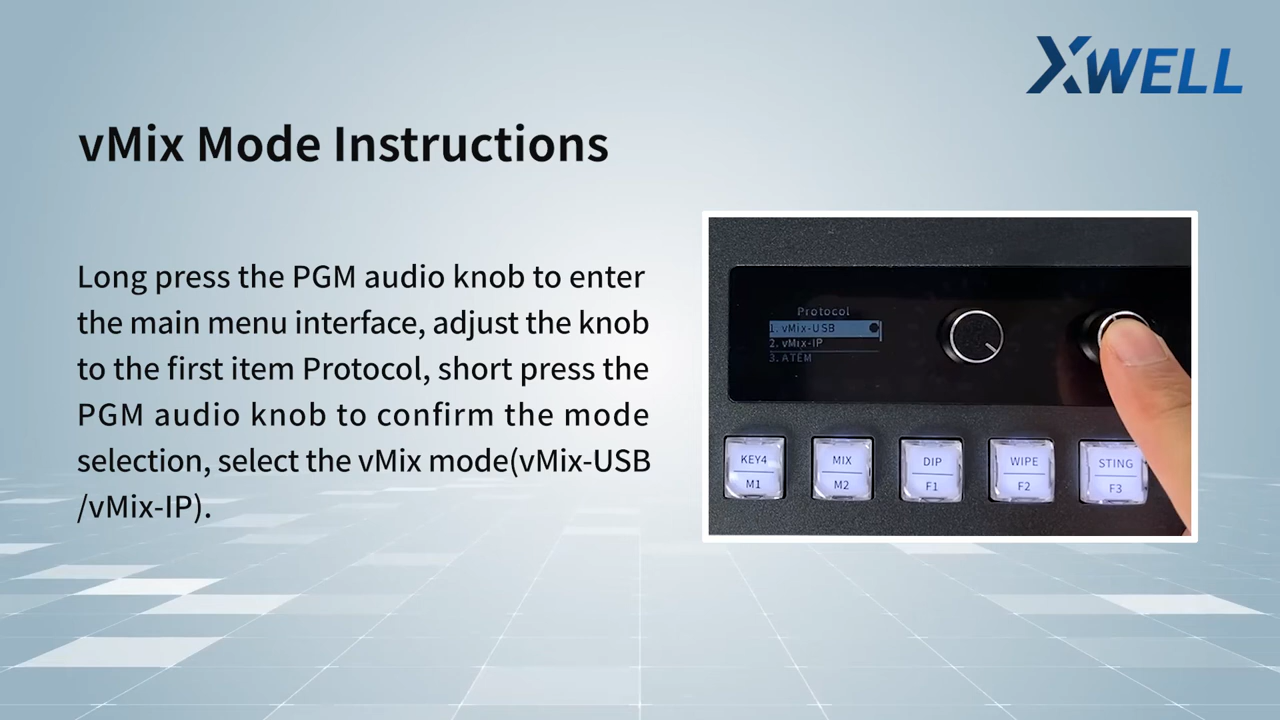 XWELL
vMix Mode Instructions
Long press the PGM audio knob to enter
the main menu interface, adjust the knob
to the first item Protocol, short press the
PGM audio knob to confirm the mode
selection, select the vMix mode(vMix-USB
/vMix-IP).
Protocol
1. vMix-USB
2. vMix-IP
3. ATEM
KEY4 MIX DIP WIPE STING
M1 M2 F1 F2 F3